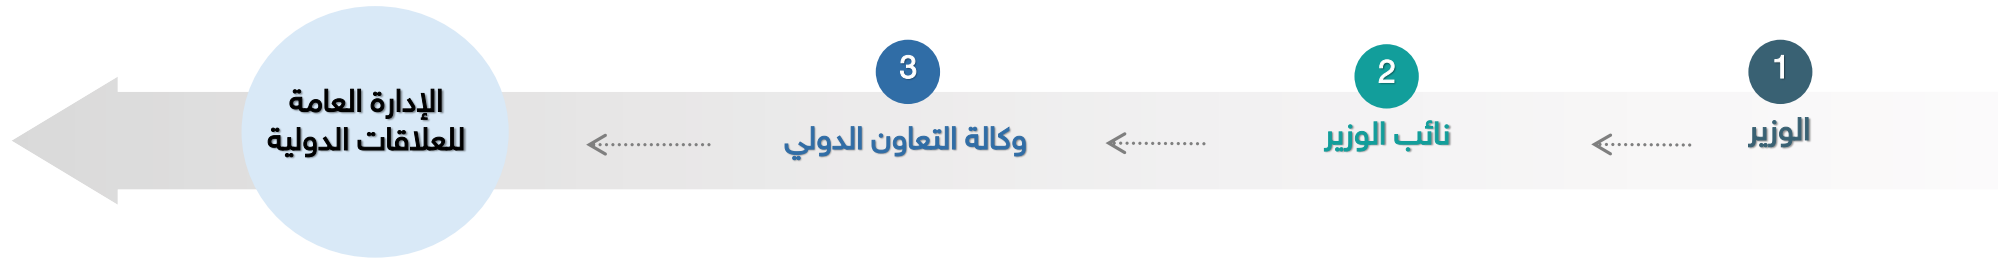 1
الوزير
2
نائب الوزير
3
وكالة التعاون الدولي
الإدارة العامة
للعلاقات الدولية